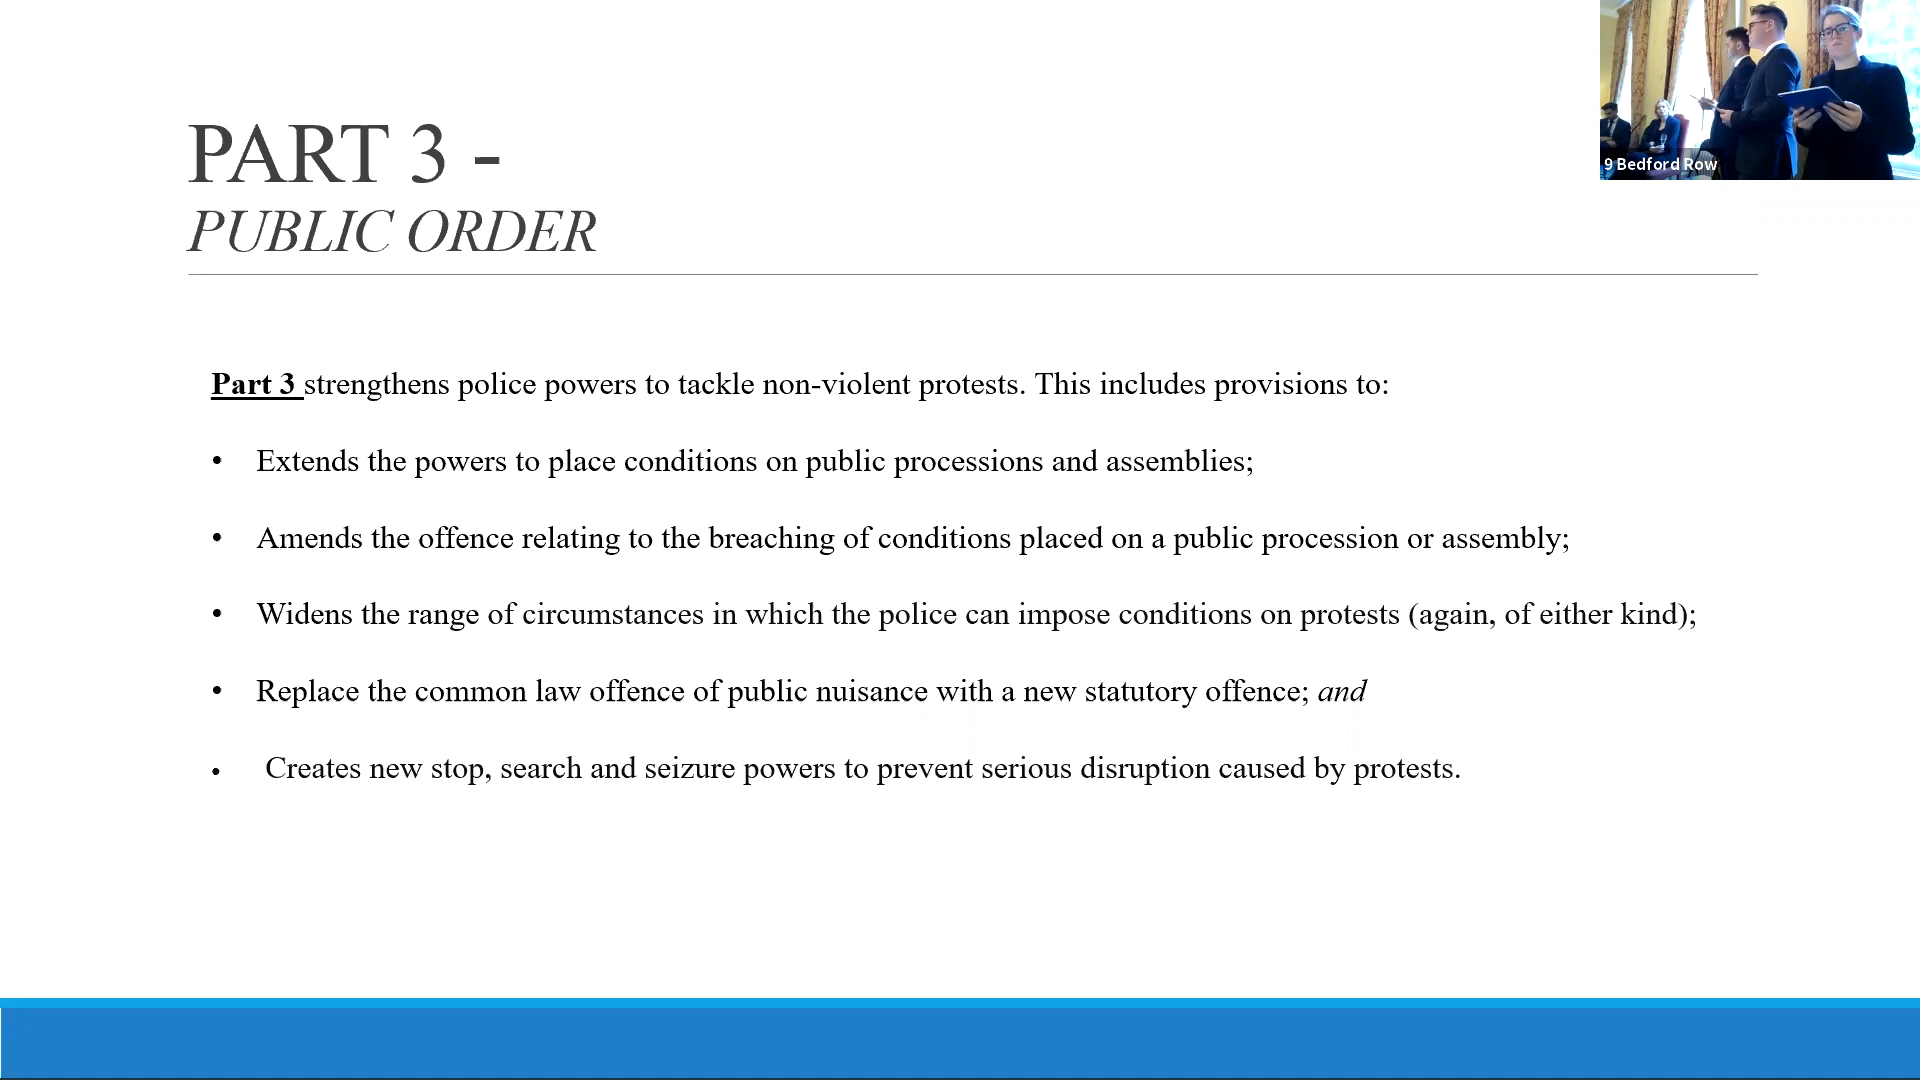 PART 3 -
PUBLIC ORDER
9 Bedford Row
Part 3 strengthens police powers to tackle non-violent protests. This includes provisions to:
• Extends the powers to place conditions on public processions and assemblies;
• Amends the offence relating to the breaching of conditions placed on a public procession or assembly;
• Widens the range of circumstances in which the police can impose conditions on protests (again, of either kind);
• Replace the common law offence of public nuisance with a new statutory offence; and
• Creates new stop, search and seizure powers to prevent serious disruption caused by protests.